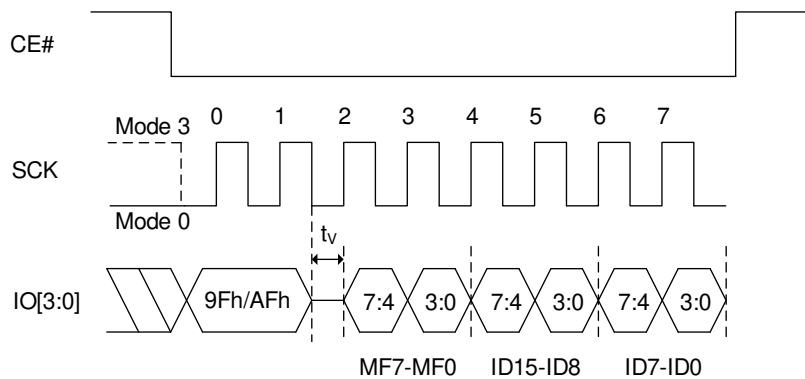 CE#
0 1 2 3 4 5 6 7
Mode 3
SCK
Mode 0
tV
IO[3:0] 9Fh/AFh 7:4 3:0 7:4 3:0 7:4 3:0
MF7-MF0 ID15-ID8 ID7-ID0